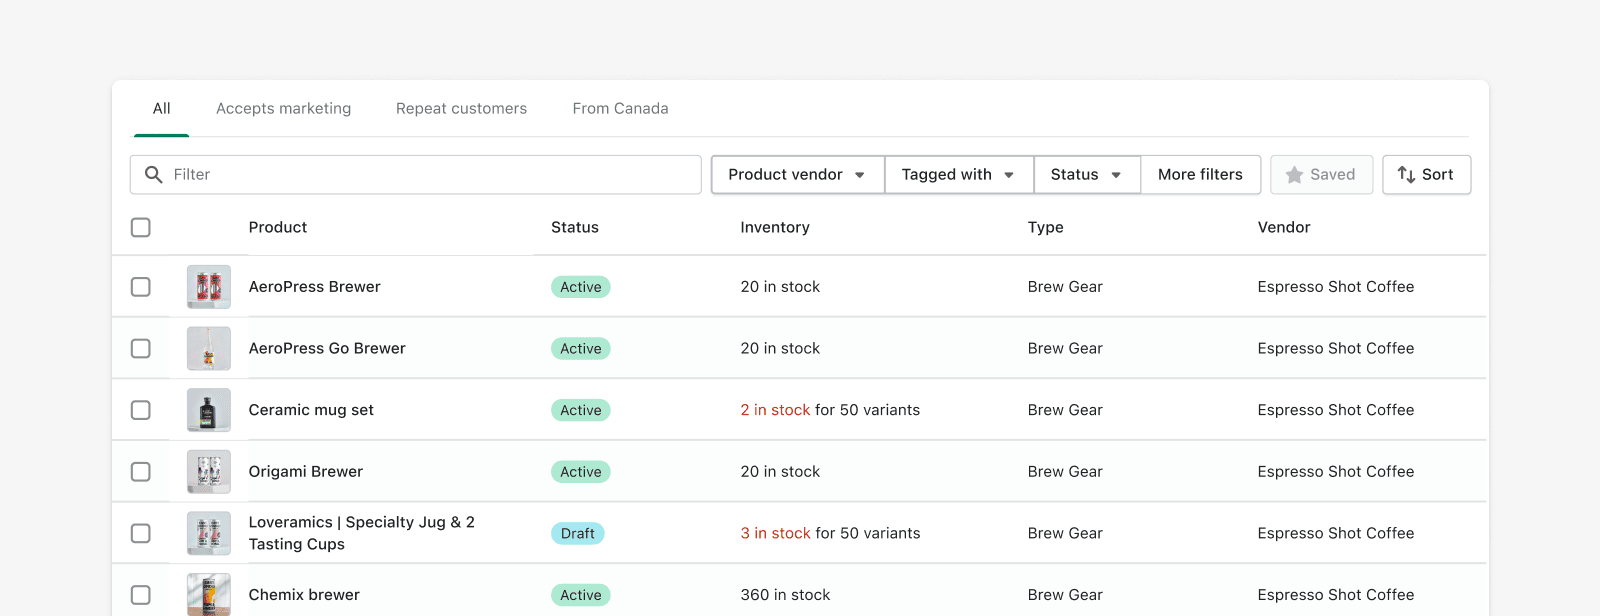 All Accepts marketing Repeat customers From Canada
Filter Product vendor Tagged with Status More filters Saved Sort
Product Status Inventory Type Vendor
AeroPress Brewer Active 20 in stock Brew Gear Espresso Shot Coffee
AeroPress Go Brewer Active 20 in stock Brew Gear Espresso Shot Coffee
Ceramic mug set Active 2 in stock for 50 variants Brew Gear Espresso Shot Coffee
Origami Brewer Active 20 in stock Brew Gear Espresso Shot Coffee
Loveramics | Specialty Jug & 2
Tasting Cups Draft 3 in stock for 50 variants Brew Gear Espresso Shot Coffee
Chemix brewer Active 360 in stock Brew Gear Espresso Shot Coffee